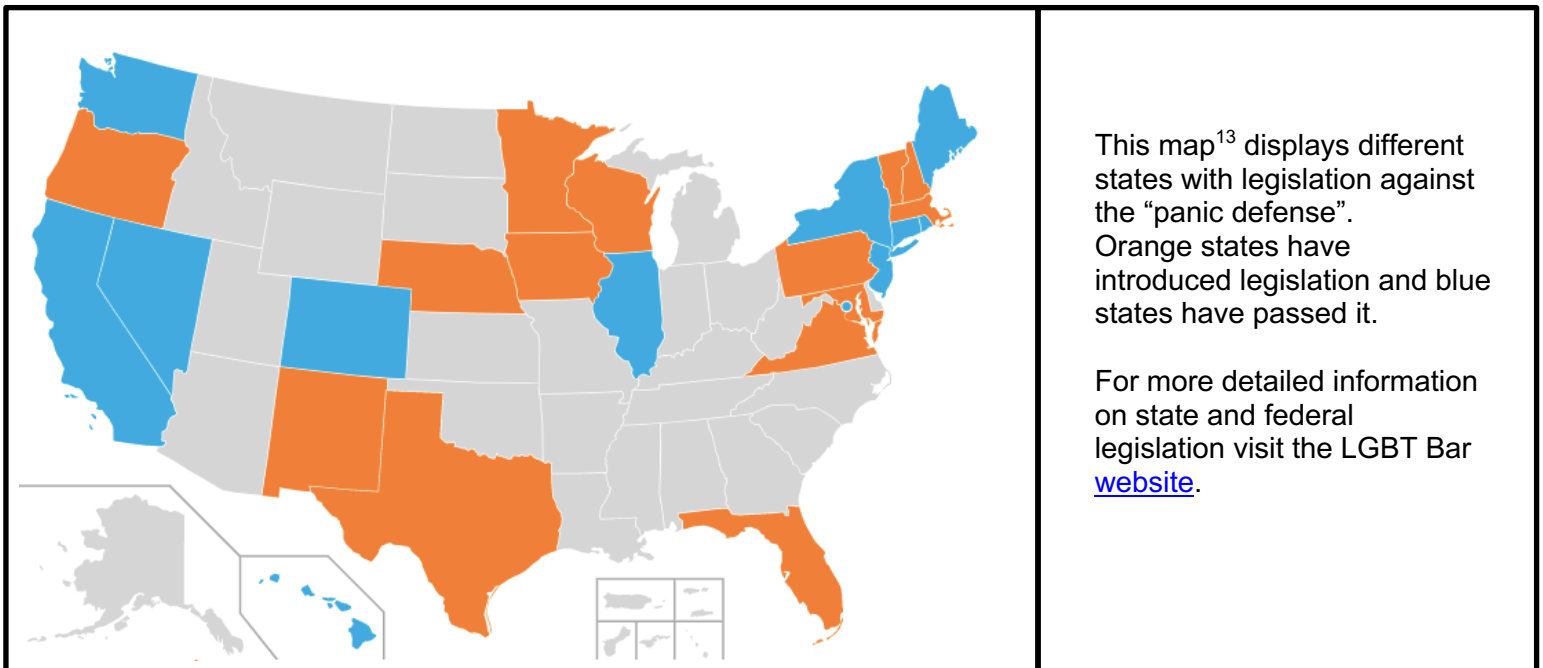 This map13 displays different
states with legislation against
the “panic defense”.
Orange states have
introduced legislation and blue
states have passed it.
For more detailed information
on state and federal
legislation visit the LGBT Bar
website.